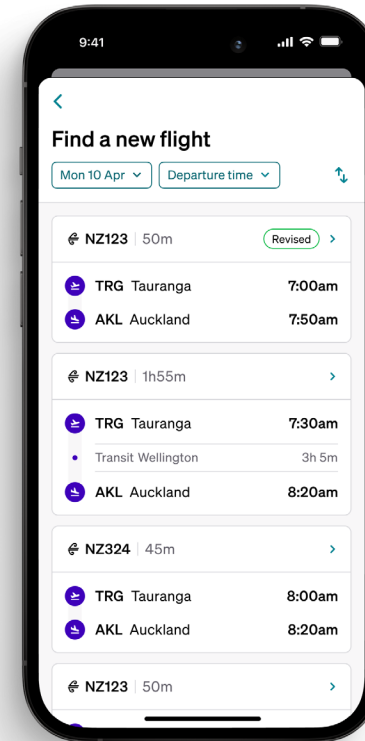 9:41
Find a new flight
Mon 10 Apr Departure time
NZ123 50m Revised
TRG Tauranga 7:00am
AKL Auckland 7:50am
NZ123 1h55m
TRG Tauranga 7:30am
Transit Wellington 3h 5m
AKL Auckland 8:20am
NZ324 45m
TRG Tauranga 8:00am
AKL Auckland 8:20am
NZ123 50m